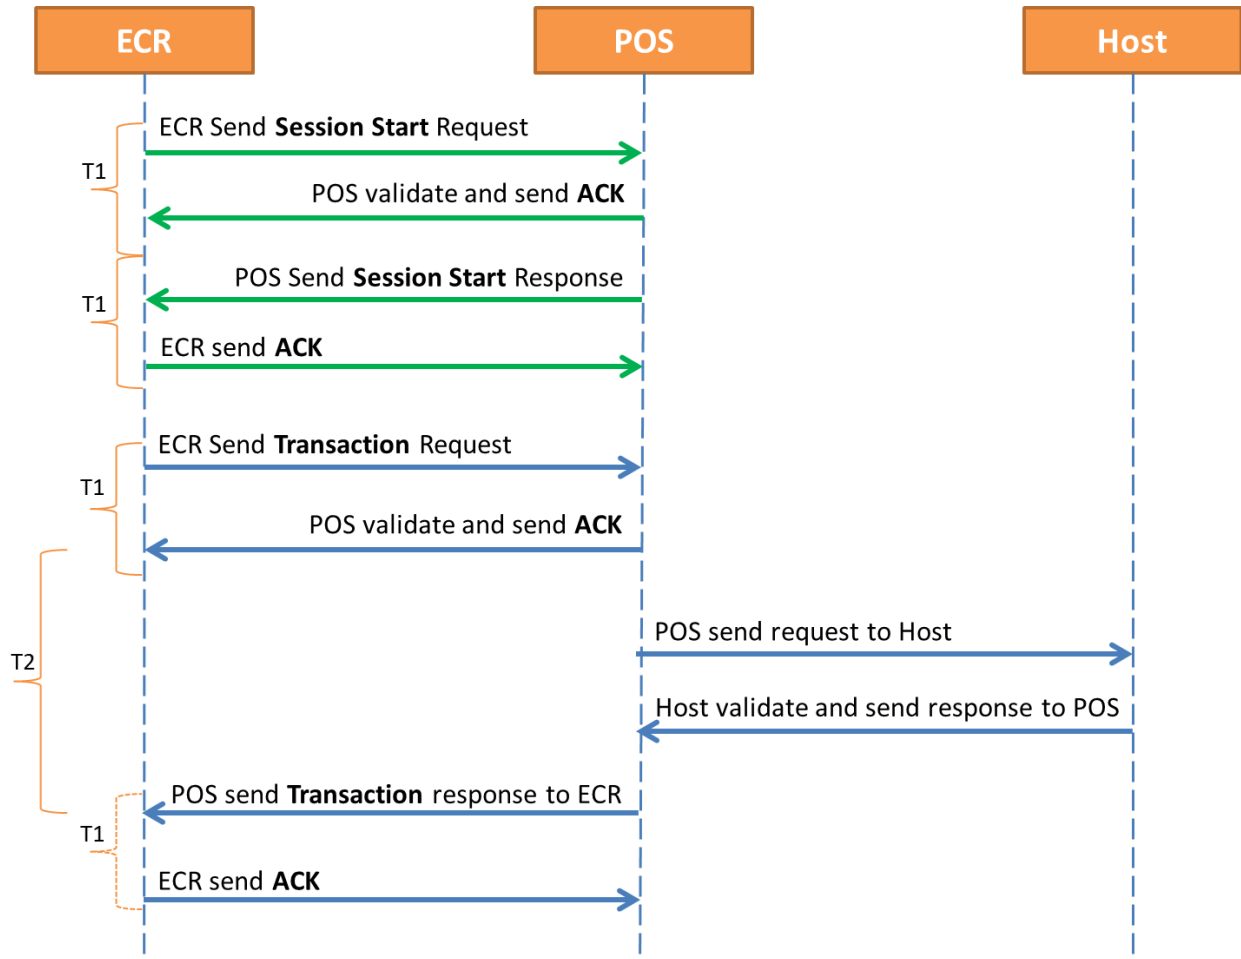 ECR
POS
Host
ECR Send Session Start Request
T1
POS validate and send ACK
POS Send Session Start Response
T1
ECR send ACK
ECR Send Transaction Request
T1
POS validate and send ACK
POS send request to Host
T2
Host validate and send response to POS
POS send Transaction response to ECR
T1
ECR send ACK